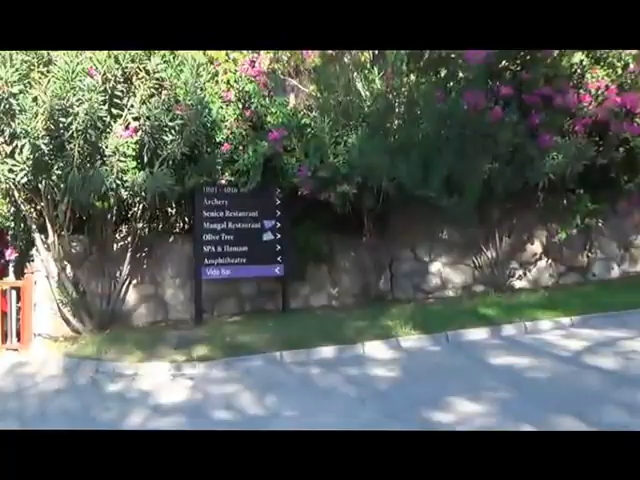 Archery
Senico Restaurant
Mangal Restaurant
Olive Tree
SPA & Hamam
Amphitheatre
Vido Bar